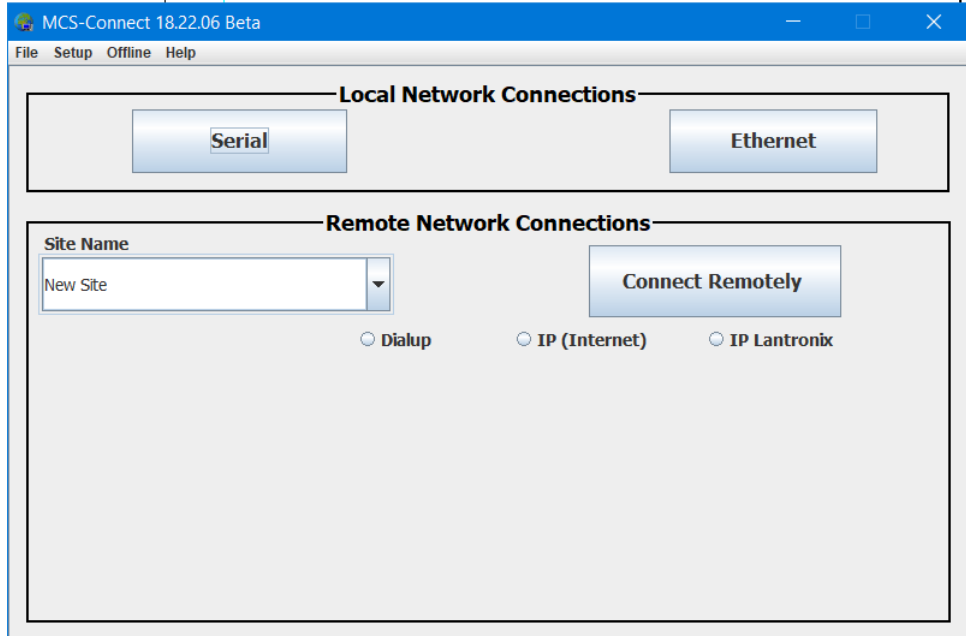 MCS-Connect 18.22.06 Beta
File Setup Offline Help
Local Network Connections
Serial Ethernet
Remote Network Connections
Site Name
New Site
Connect Remotely
Dialup IP (Internet) IP Lantronix